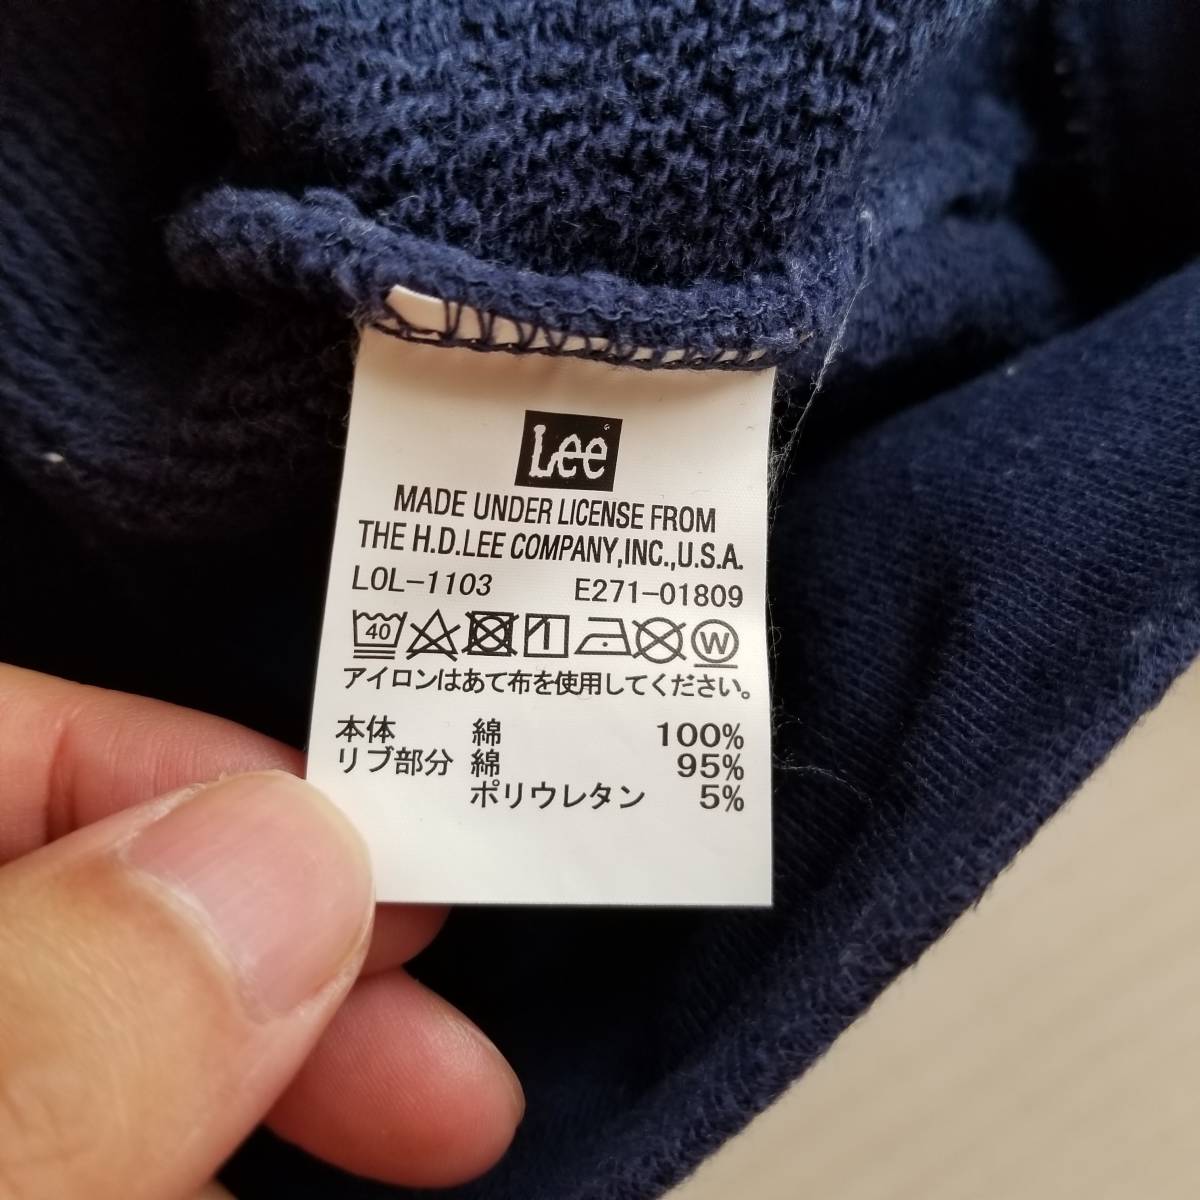 Lee
MADE UNDER LICENSE FROM
THE H.D.LEE COMPANY,INC.,U.S.A.
LOL-1103 E271-01809
40 W
アイロンはあて布を使用してください。
本体 綿 100%
リブ部分 綿 95%
ポリウレタン 5%